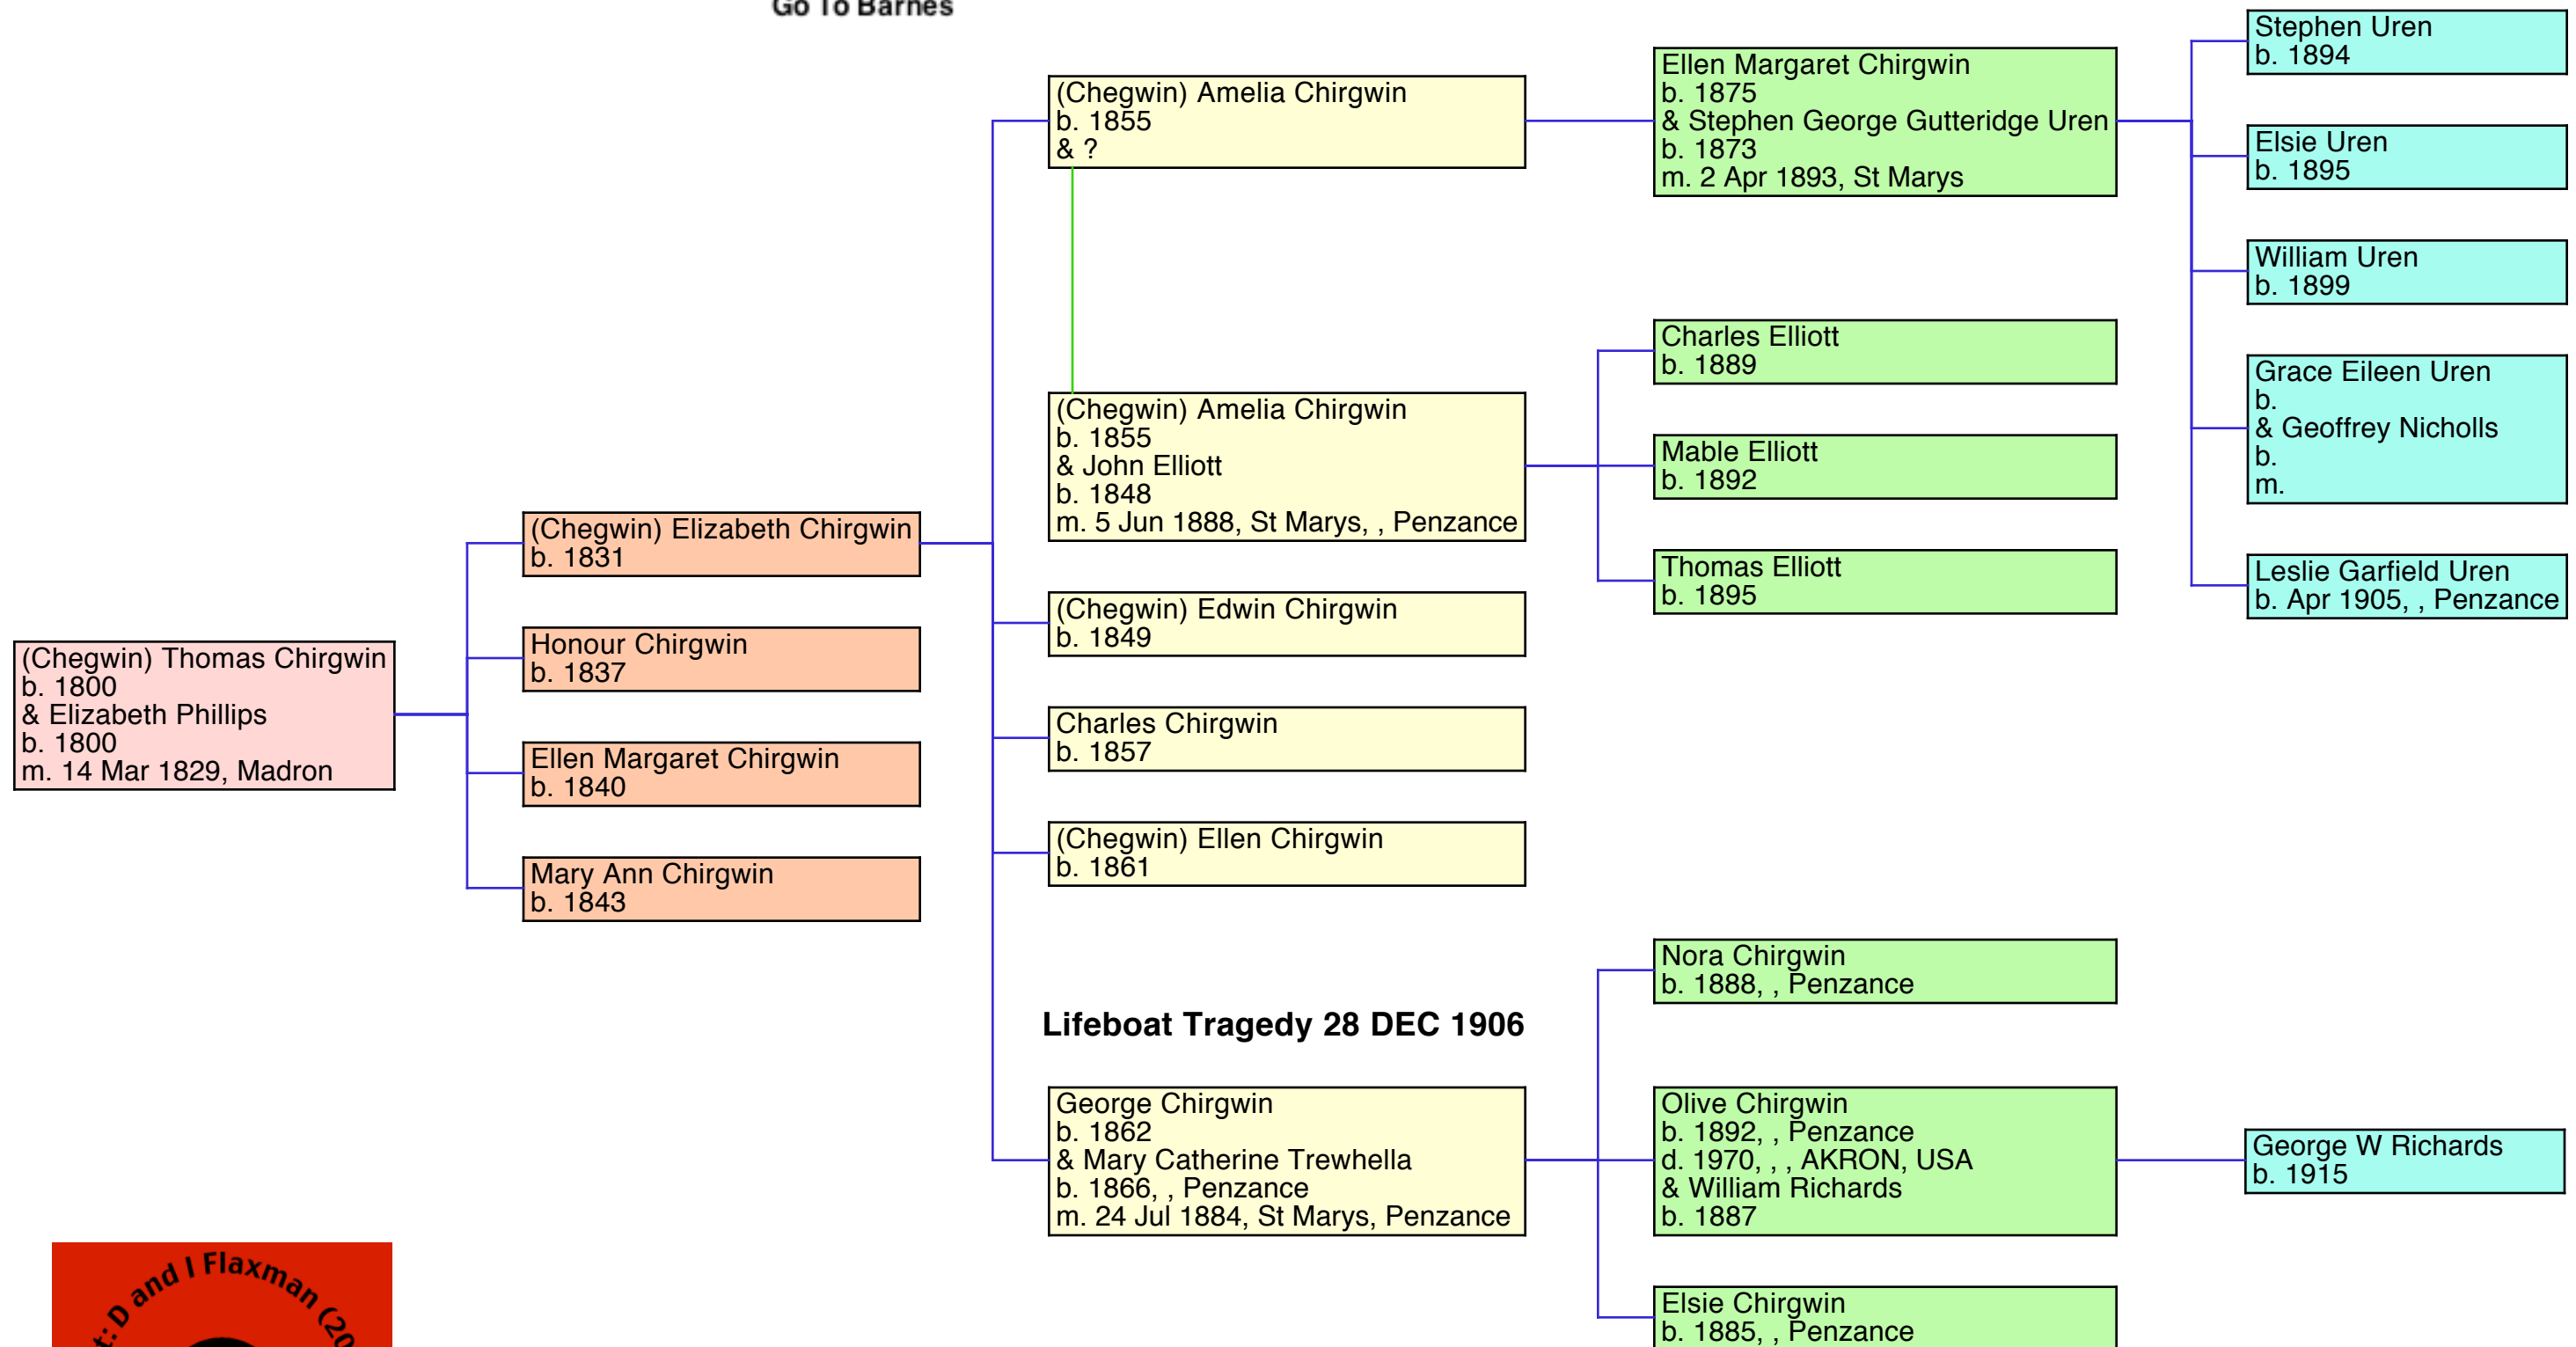 Go To Barnes
(Chegwin) Thomas Chirgwin
b. 1800
& Elizabeth Phillips
b. 1800
m. 14 Mar 1829, Madron
(Chegwin) Elizabeth Chirgwin
b. 1831
Honour Chirgwin
b. 1837
Ellen Margaret Chirgwin
b. 1840
Mary Ann Chirgwin
b. 1843
(Chegwin) Amelia Chirgwin
b. 1855
& ?
(Chegwin) Amelia Chirgwin
b. 1855
& John Elliott
b. 1848
m. 5 Jun 1888, St Marys, , Penzance
(Chegwin) Edwin Chirgwin
b. 1849
Charles Chirgwin
b. 1857
(Chegwin) Ellen Chirgwin
b. 1861
Lifeboat Tragedy 28 DEC 1906
George Chirgwin
b. 1862
& Mary Catherine Trewhella
b. 1866, , Penzance
m. 24 Jul 1884, St Marys, Penzance
Ellen Margaret Chirgwin
b. 1875
& Stephen George Gutteridge Uren
b. 1873
m. 2 Apr 1893, St Marys
Charles Elliott
b. 1889
Mable Elliott
b. 1892
Thomas Elliott
b. 1895
Nora Chirgwin
b. 1888, , Penzance
Olive Chirgwin
b. 1892, , Penzance
d. 1970, , , AKRON, USA
& William Richards
b. 1887
Elsie Chirgwin
b. 1885, , Penzance
Stephen Uren
b. 1894
Elsie Uren
b. 1895
William Uren
b. 1899
Grace Eileen Uren
b.
& Geoffrey Nicholls
b.
m.
Leslie Garfield Uren
b. Apr 1905, , Penzance
George W Richards
b. 1915
t: D and I Flaxman (20